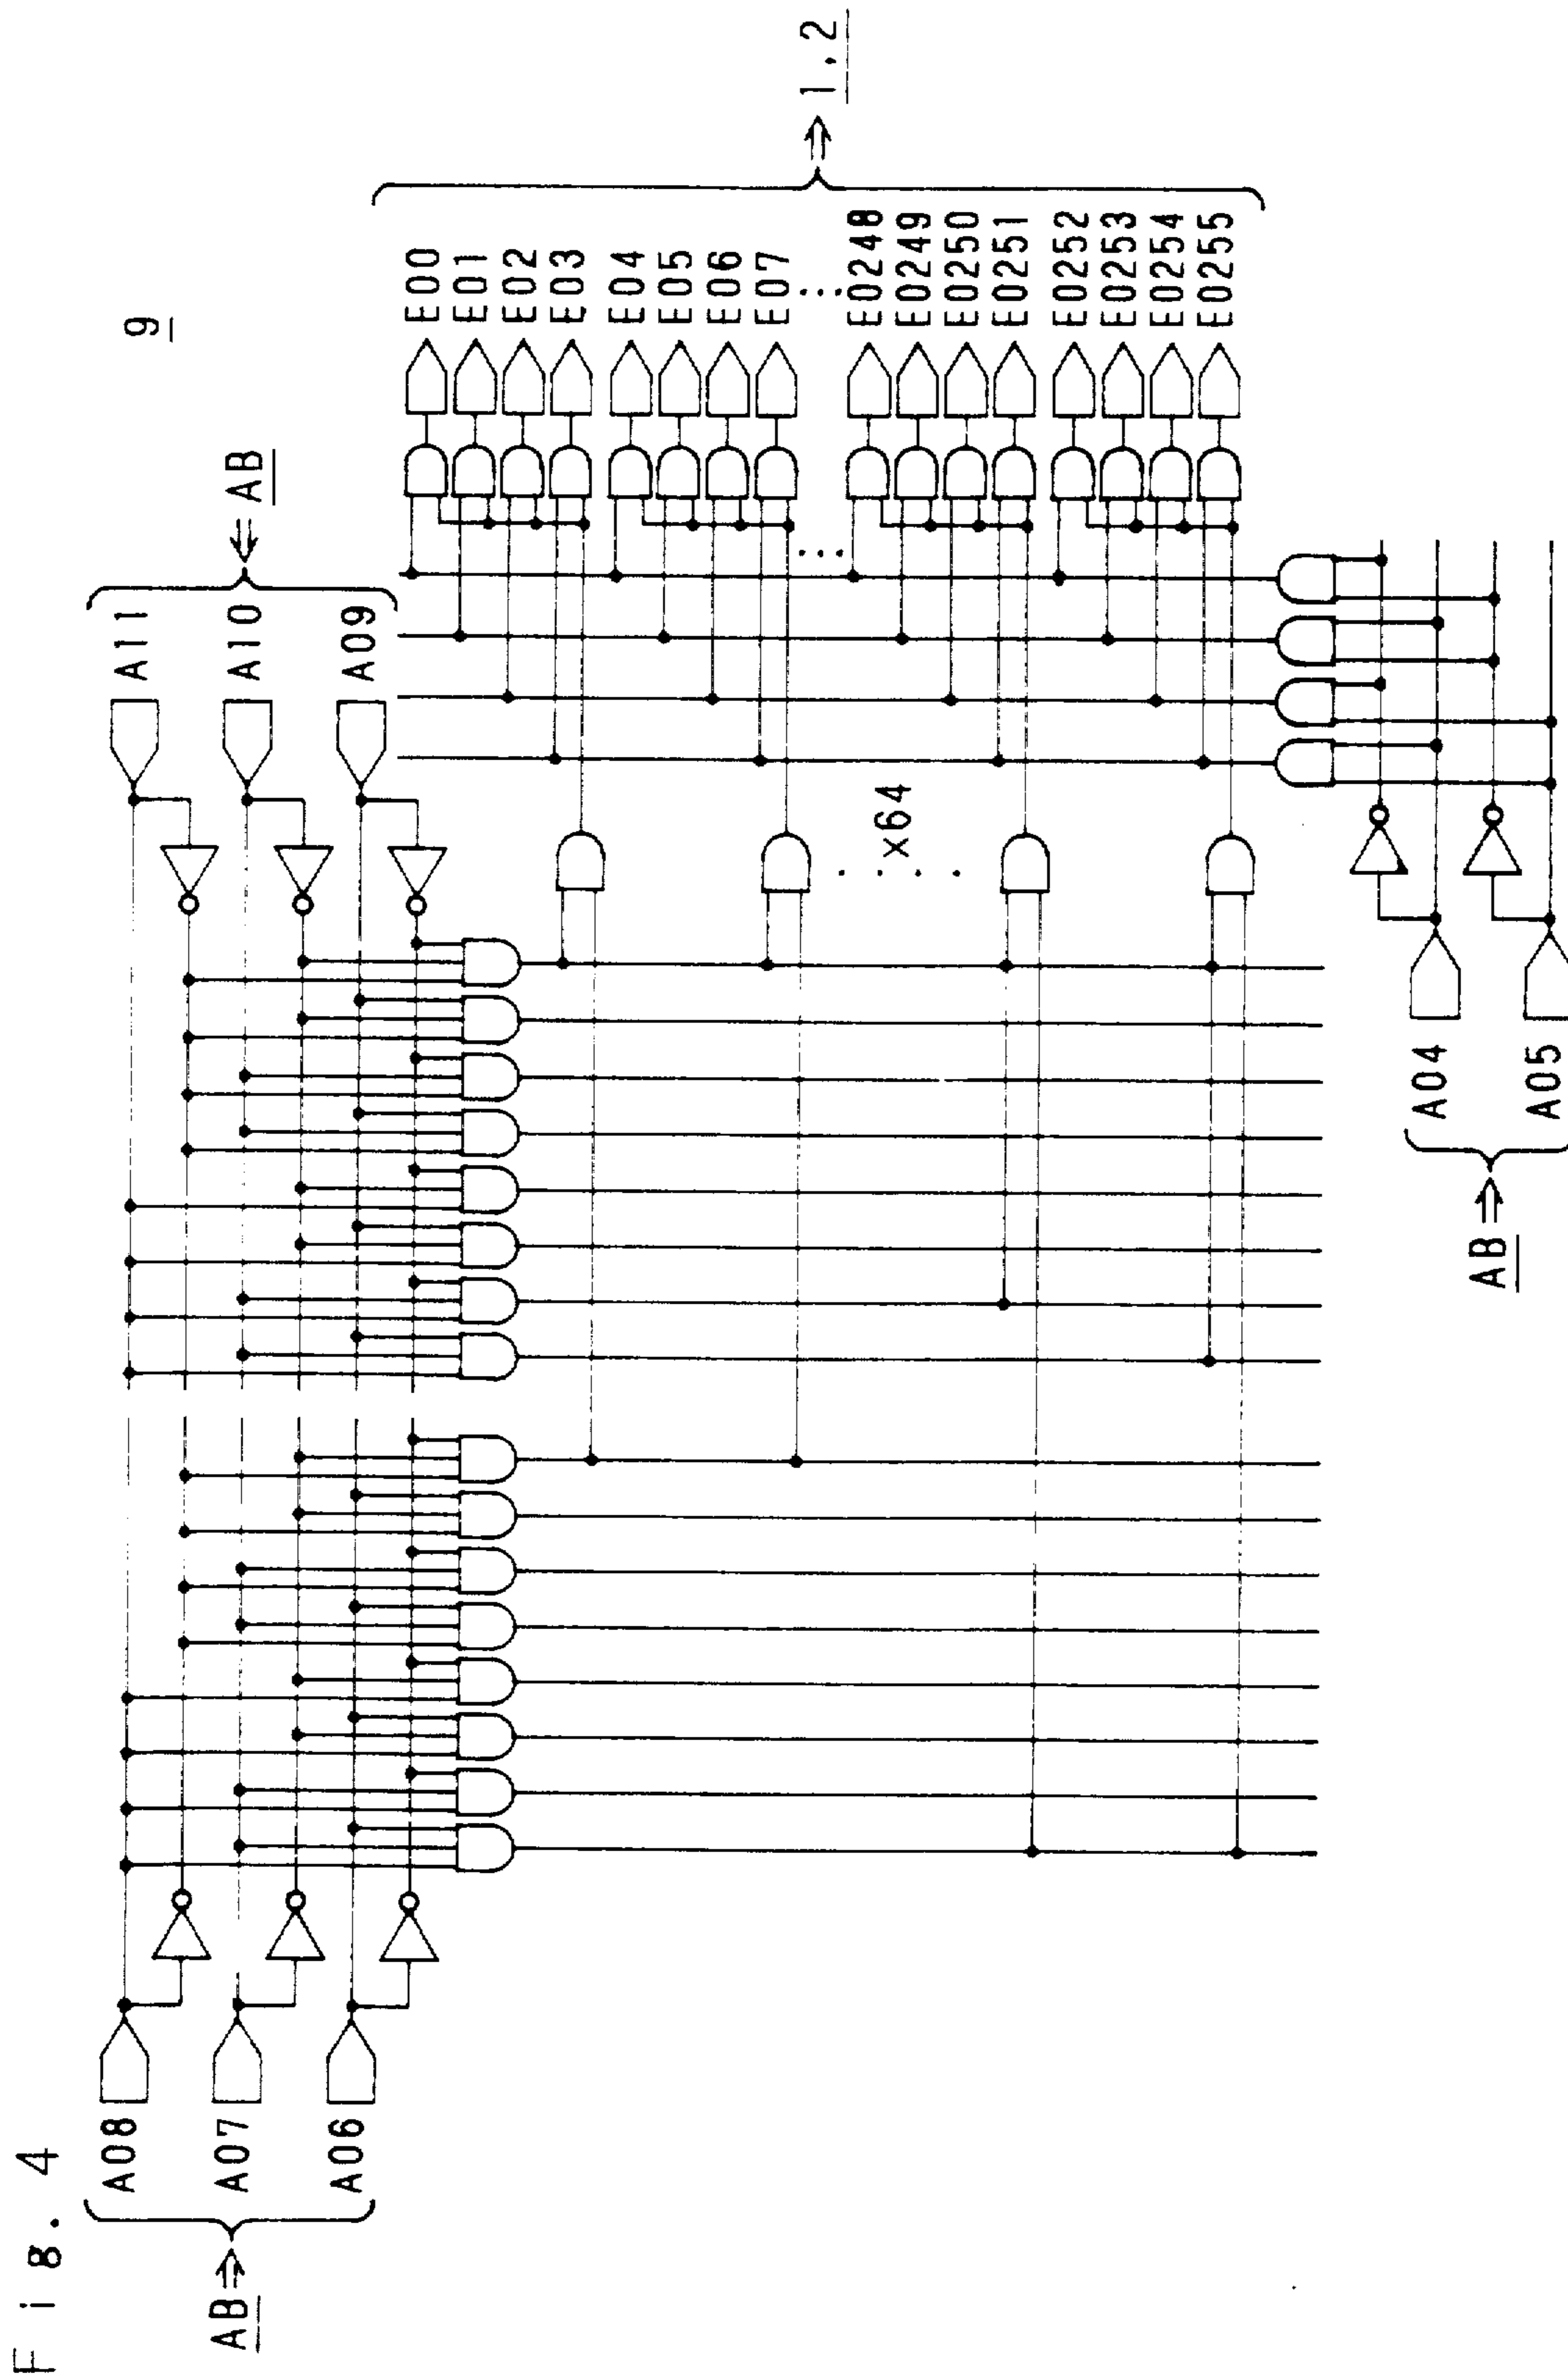 Fig. 4
9
AB⇒
A08
A07
A06
A11
A10
A09
⇐AB
E00
E01
E02
E03
E04
E05
E06
E07
...
E0248
E0249
E0250
E0251
E0252
E0253
E0254
E0255
⇒ 1,2
...
x64
....
AB⇒
A04
A05